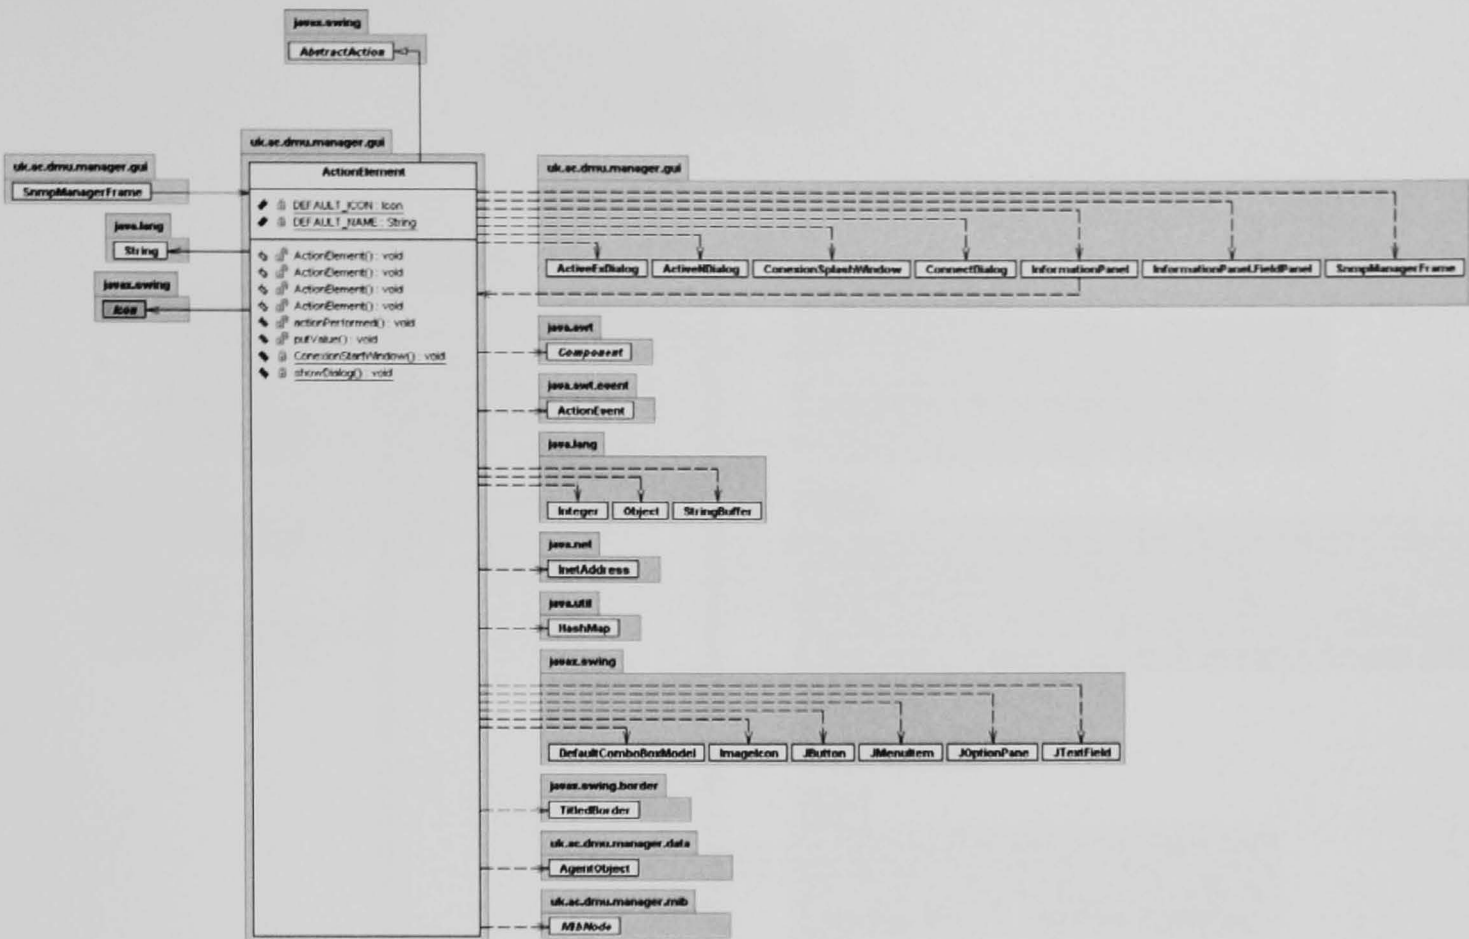 javax.swing
AbstractAction
uk.ac.dmu.manager.gui
SnmpManagerFrame
java.lang
String
javax.swing
Icon
uk.ac.dmu.manager.gui
ActionElement
DEFAULT_ICON : Icon
DEFAULT_NAME : String
ActionElement() : void
ActionElement() : void
ActionElement() : void
ActionElement() : void
actionPerformed() : void
putValue() : void
ConexionStartWindow() : void
showDialog() : void
uk.ac.dmu.manager.gui
ActiveExDialog ActiveNDialog ConexionSplashWindow ConnectDialog InformationPanel InformationPanel.FieldPanel SnmpManagerFrame
java.awt
Component
java.awt.event
ActionEvent
java.lang
Integer Object StringBuffer
java.net
InetAddress
java.util
HashMap
javax.swing
DefaultComboBoxModel ImageIcon JButton JMenuItem JOptionPane JTextField
javax.swing.border
TitledBorder
uk.ac.dmu.manager.data
AgentObject
uk.ac.dmu.manager.mib
MibNode